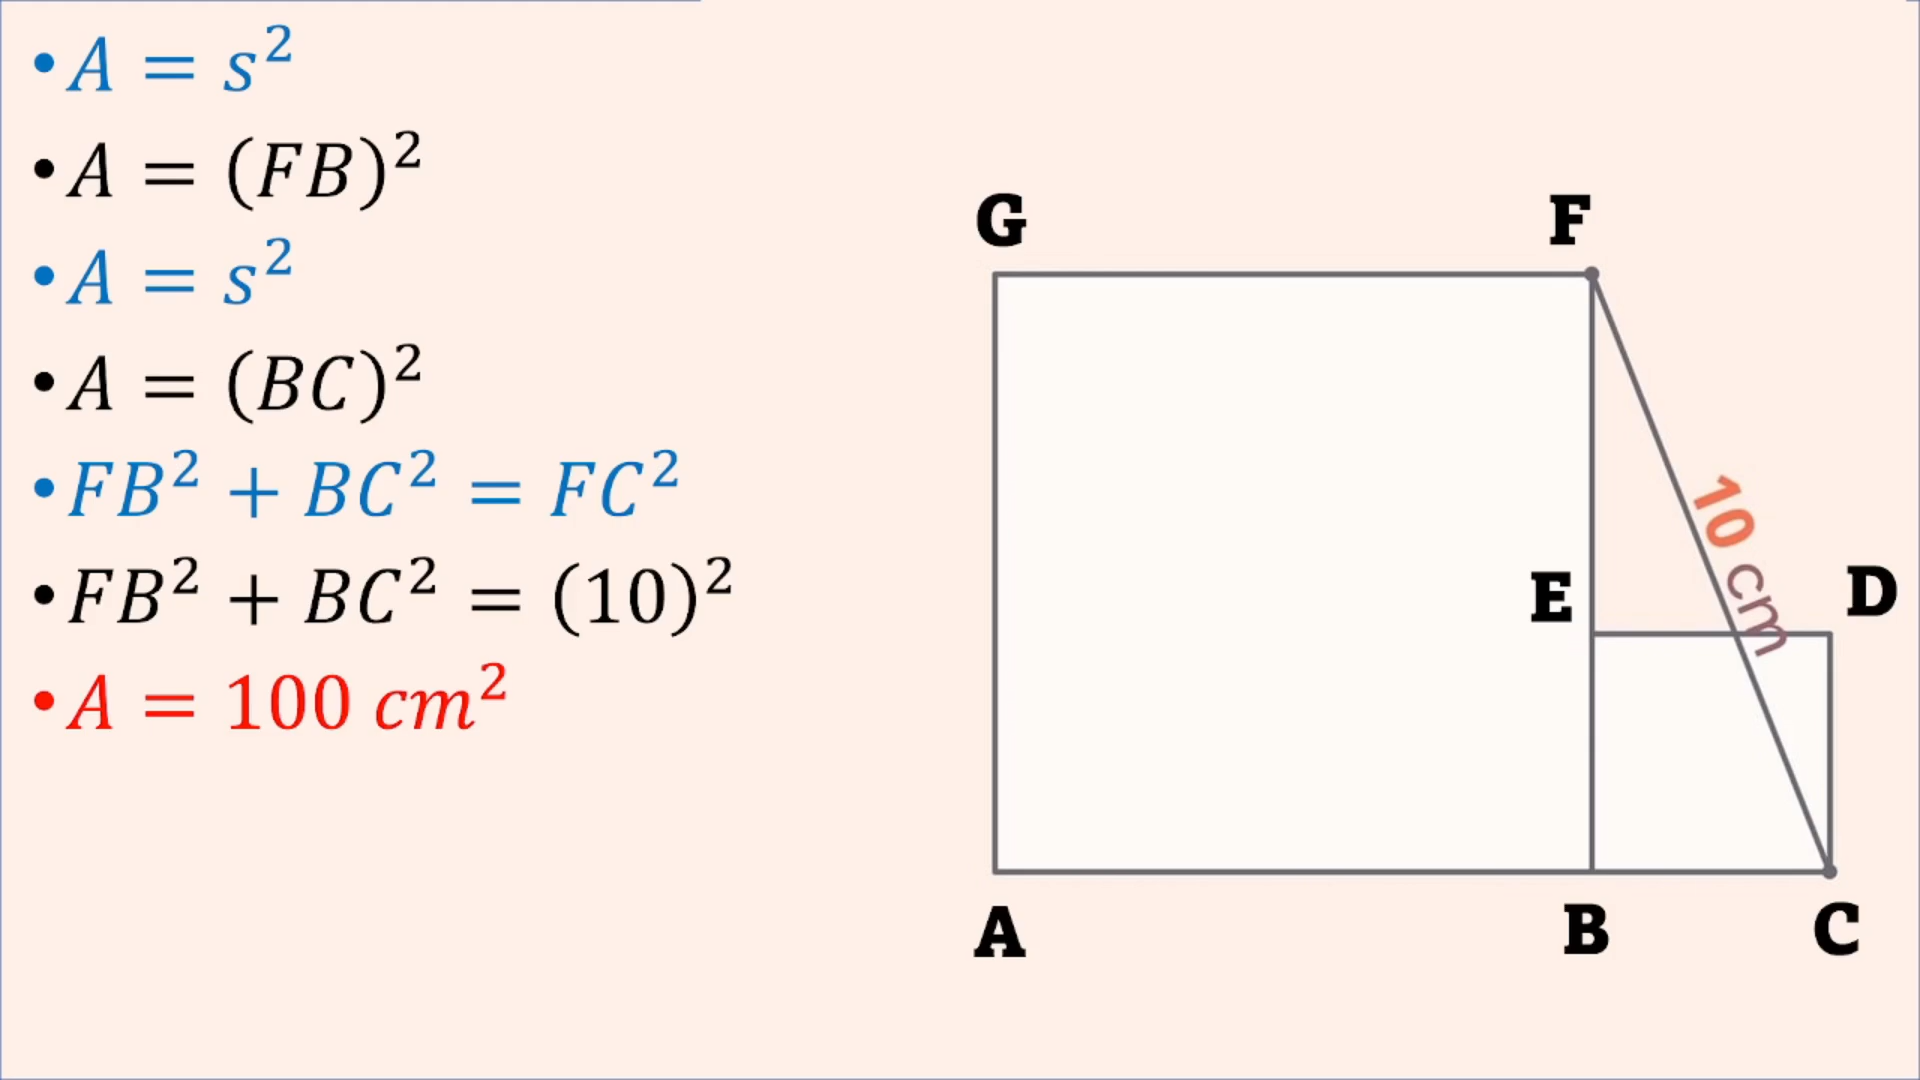 • A = s²
• A = (FB)²
• A = s²
• A = (BC)²
• FB² + BC² = FC²
• FB² + BC² = (10)²
• A = 100 cm²
G F
10 cm
E D
A B C